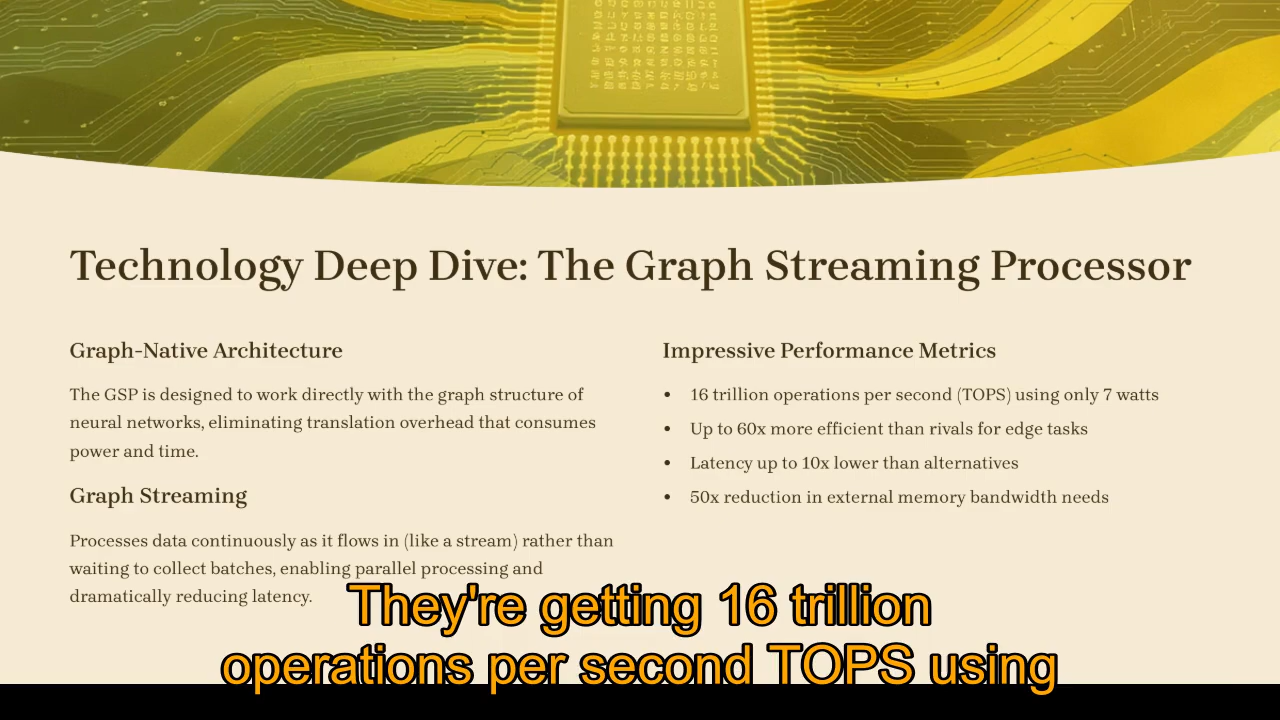 Technology Deep Dive: The Graph Streaming Processor
Graph-Native Architecture
The GSP is designed to work directly with the graph structure of
neural networks, eliminating translation overhead that consumes
power and time.
Graph Streaming
Processes data continuously as it flows in (like a stream) rather than
waiting to collect batches, enabling parallel processing and
dramatically reducing latency.
Impressive Performance Metrics
• 16 trillion operations per second (TOPS) using only 7 watts
• Up to 60x more efficient than rivals for edge tasks
• Latency up to 10x lower than alternatives
• 50x reduction in external memory bandwidth needs
They're getting 16 trillion
operations per second TOPS using